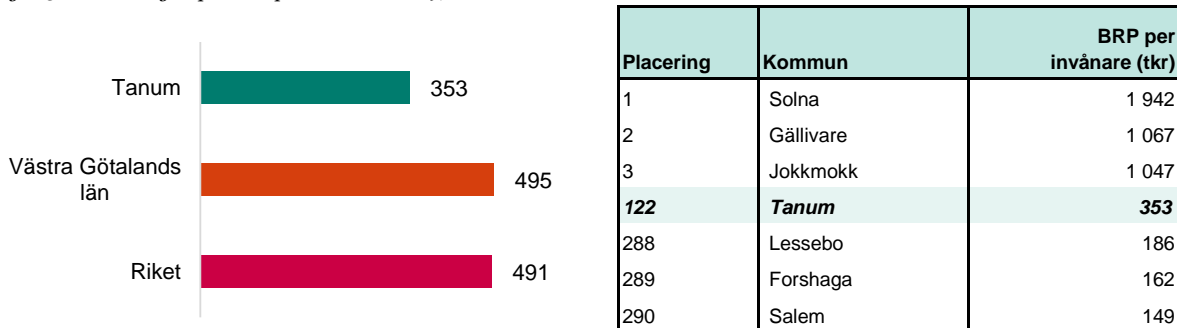 Tanum
353
Västra Götalands
län
495
Riket
491
Placering Kommun BRP per
invånare (tkr)
1 Solna 1 942
2 Gällivare 1 067
3 Jokkmokk 1 047
122 Tanum 353
288 Lessebo 186
289 Forshaga 162
290 Salem 149